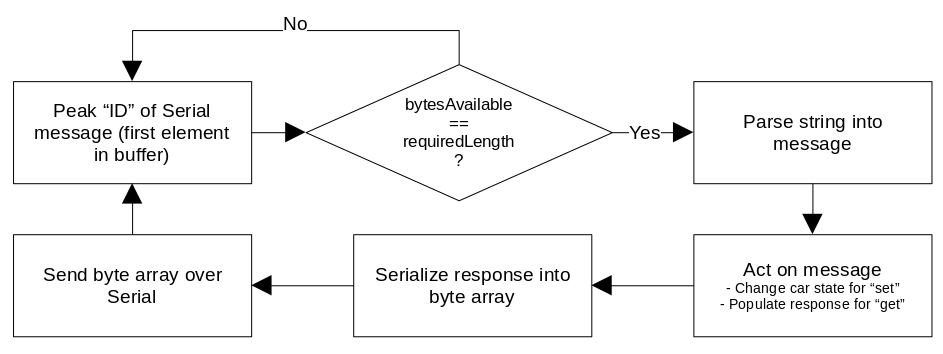 No
Peak “ID” of Serial
message (first element
in buffer)
bytesAvailable
==
requiredLength
?
Yes
Parse string into
message
Act on message
- Change car state for “set”
- Populate response for “get”
Serialize response into
byte array
Send byte array over
Serial